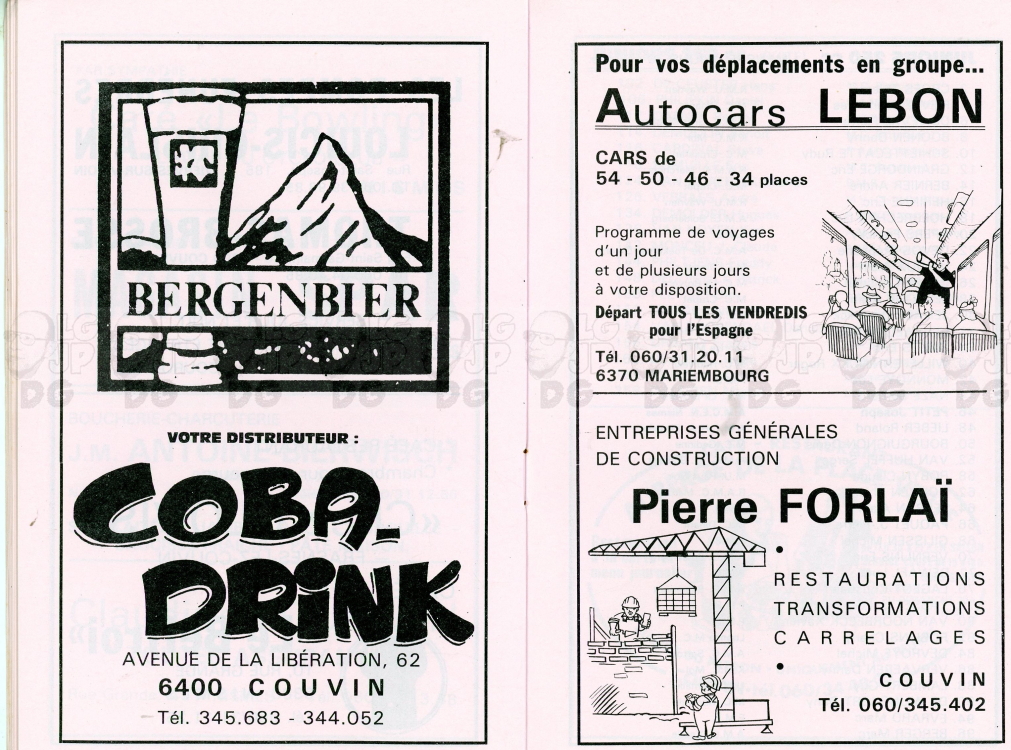 BERGENBIER
VOTRE DISTRIBUTEUR :
COBA-
DRiNK
AVENUE DE LA LIBÉRATION, 62
6400 COUVIN
Tél. 345.683 - 344.052
Pour vos déplacements en groupe...
Autocars LEBON
CARS de
54 - 50 - 46 - 34 places
Programme de voyages
d'un jour
et de plusieurs jours
à votre disposition.
Départ TOUS LES VENDREDIS
pour l'Espagne
Tél. 060/31.20.11
6370 MARIEMBOURG
ENTREPRISES GÉNÉRALES
DE CONSTRUCTION
Pierre FORLAÏ
•
RESTAURATIONS
TRANSFORMATIONS
CARRELAGES
•
COUVIN
Tél. 060/345.402
LG JP DG